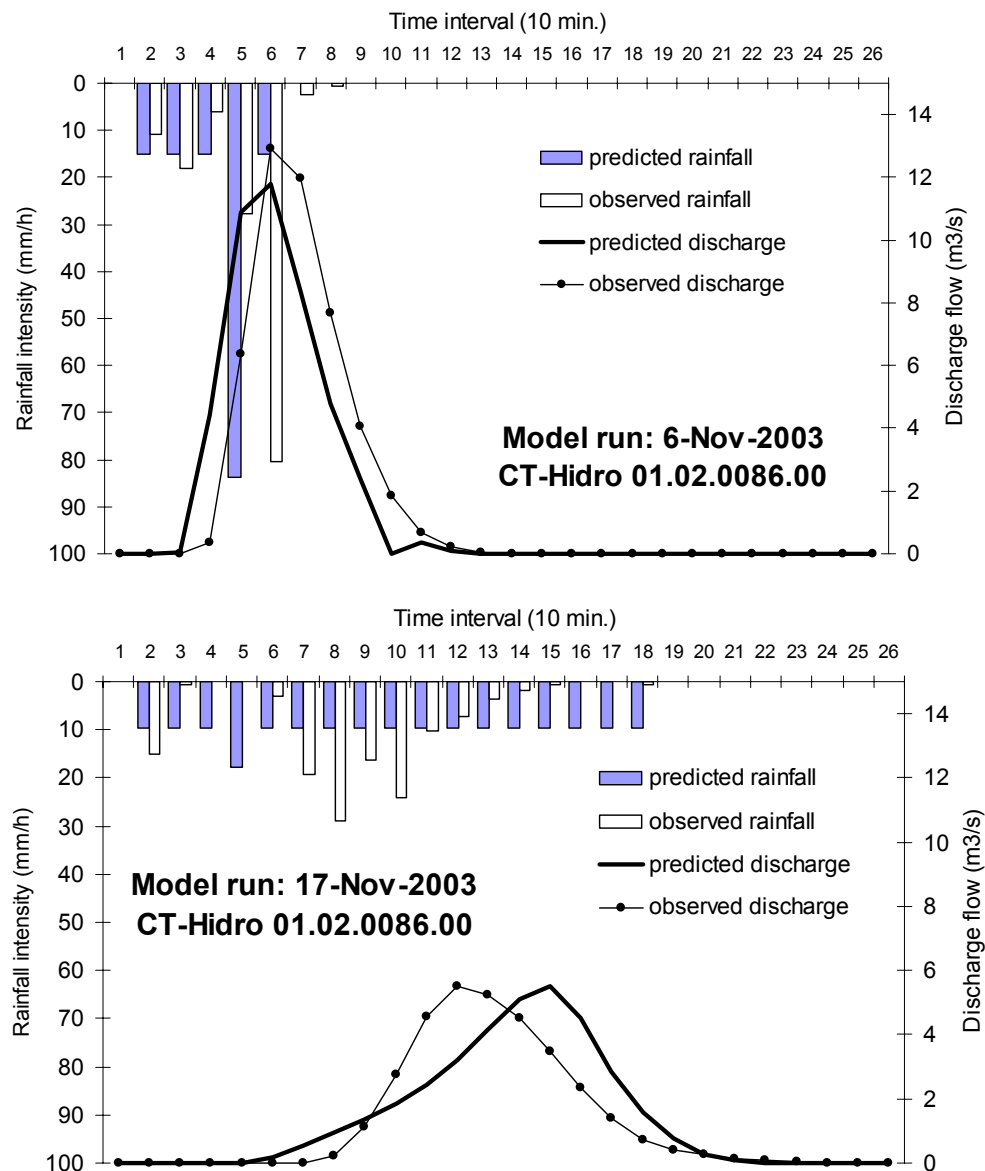 Time interval (10 min.)
1 2 3 4 5 6 7 8 9 10 11 12 13 14 15 16 17 18 19 20 21 22 23 24 25 26
0
10
20
30
40
50
60
70
80
90
100
Rainfall intensity (mm/h)
predicted rainfall
observed rainfall
predicted discharge
observed discharge
Model run: 6-Nov-2003
CT-Hidro 01.02.0086.00
14
12
10
8
6
4
2
0
Discharge flow (m3/s)
Time interval (10 min.)
1 2 3 4 5 6 7 8 9 10 11 12 13 14 15 16 17 18 19 20 21 22 23 24 25 26
0
10
20
30
40
50
60
70
80
90
100
Rainfall intensity (mm/h)
predicted rainfall
observed rainfall
predicted discharge
observed discharge
Model run: 17-Nov-2003
CT-Hidro 01.02.0086.00
14
12
10
8
6
4
2
0
Discharge flow (m3/s)